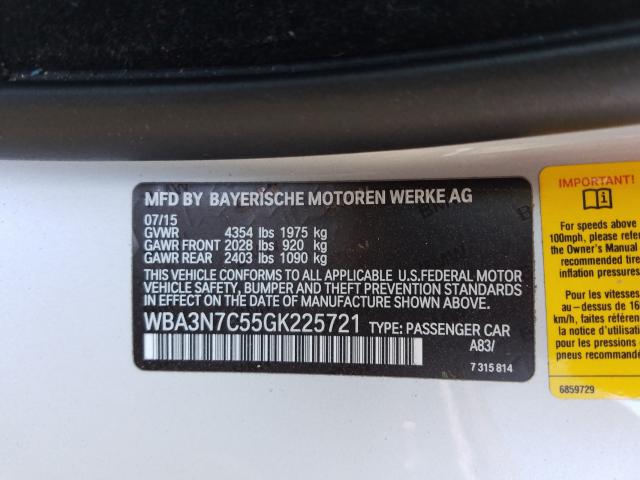 MFD BY BAYERISCHE MOTOREN WERKE AG
07/15
GVWR 4354 lbs 1975 kg
GAWR FRONT 2028 lbs 920 kg
GAWR REAR 2403 lbs 1090 kg
THIS VEHICLE CONFORMS TO ALL APPLICABLE U.S.FEDERAL MOTOR
VEHICLE SAFETY, BUMPER AND THEFT PREVENTION STANDARDS
IN EFFECT ON THE DATE OF MANUFACTURE SHOWN ABOVE.
WBA3N7C55GK225721 TYPE: PASSENGER CAR
A83/
7 315 814
IMPORTANT!
For speeds above
100mph, please refer
the Owner's Manual
recommended tire
inflation pressures
Pour les vitesses
au-dessus de 16
km/h, faites référence
à la notice d'utilisation
pour les pressions
pneus recommandé
6859729